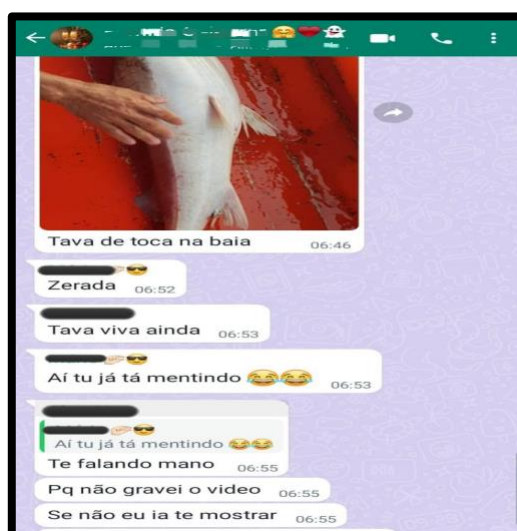 Tava de toca na baia 06:46
Zerada 06:52
Tava viva ainda 06:53
Aí tu já tá mentindo 😂😂 06:53
Aí tu já tá mentindo 😂😂
Te falando mano 06:55
Pq não gravei o video 06:55
Se não eu ia te mostrar 06:55